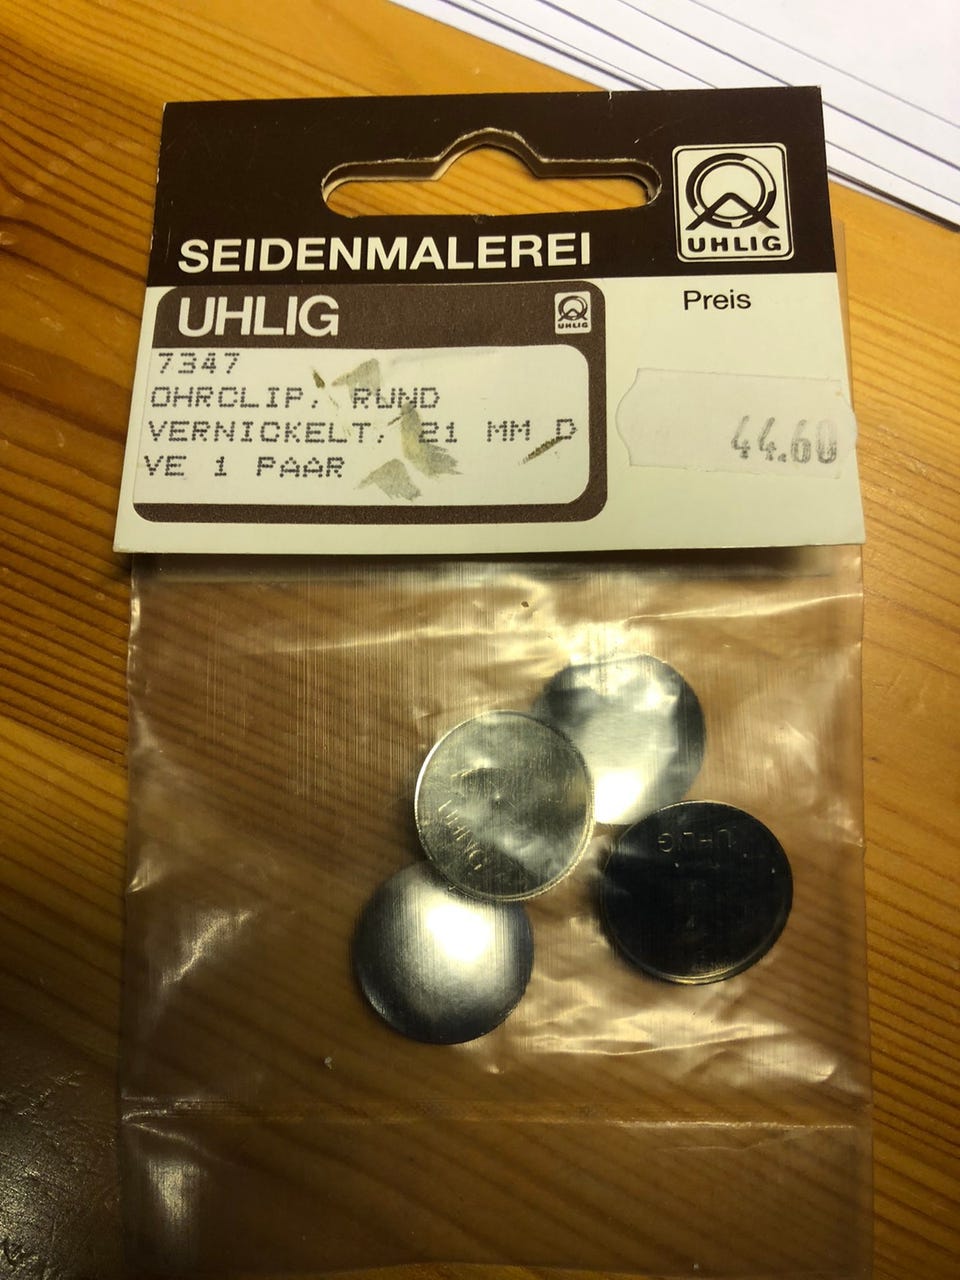 UHLIG
SEIDENMALEREI
UHLIG
UHLIG
Preis
7347
OHRCLIP, RUND
VERNICKELT, 21 MM D
VE 1 PAAR
44.60
UHLIG
UHLIG